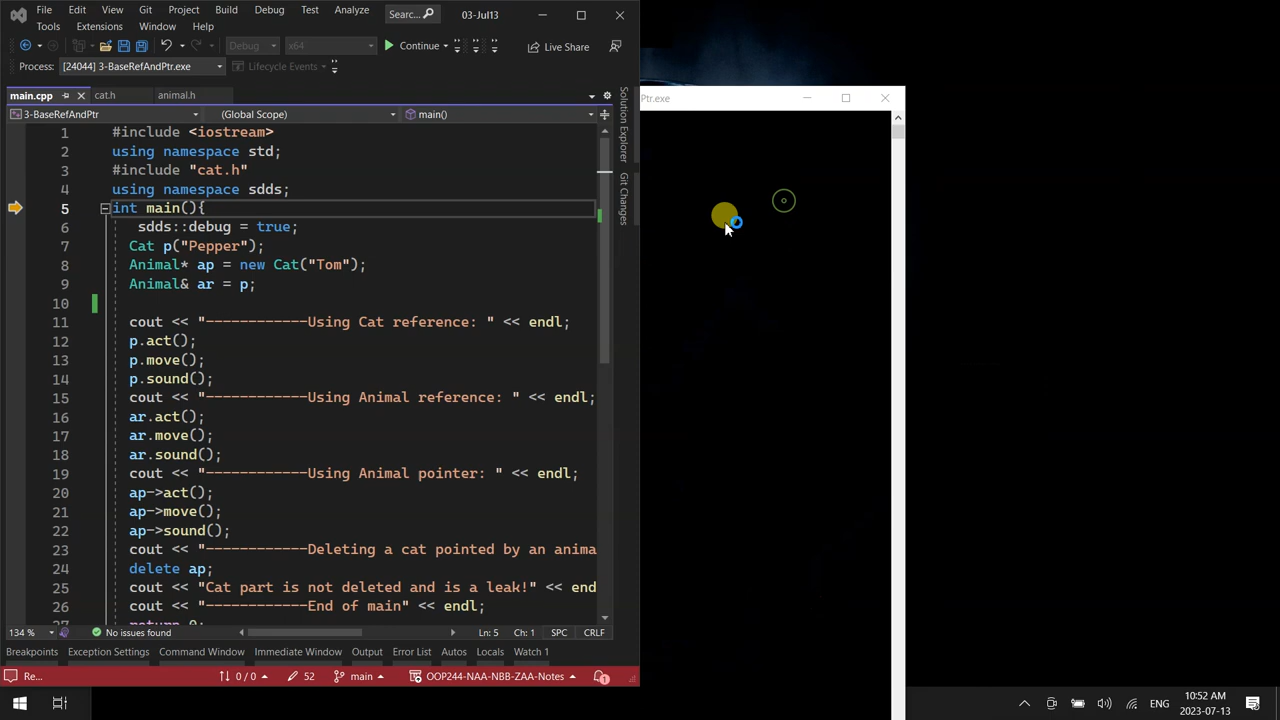 File Edit View Git Project Build Debug Test Analyze Searc... 03-Jul13
Tools Extensions Window Help
Debug x64 Continue Live Share
Process: [24044] 3-BaseRefAndPtr.exe Lifecycle Events
main.cpp cat.h animal.h
3-BaseRefAndPtr (Global Scope) main()
1 #include <iostream>
2 using namespace std;
3 #include "cat.h"
4 using namespace sdds;
5 int main(){
6 sdds::debug = true;
7 Cat p("Pepper");
8 Animal* ap = new Cat("Tom");
9 Animal& ar = p;
10
11 cout << "------------Using Cat reference: " << endl;
12 p.act();
13 p.move();
14 p.sound();
15 cout << "------------Using Animal reference: " << endl;
16 ar.act();
17 ar.move();
18 ar.sound();
19 cout << "------------Using Animal pointer: " << endl;
20 ap->act();
21 ap->move();
22 ap->sound();
23 cout << "------------Deleting a cat pointed by an anima
24 delete ap;
25 cout << "Cat part is not deleted and is a leak!" << end
26 cout << "------------End of main" << endl;
27 return 0;
134 % No issues found Ln: 5 Ch: 1 SPC CRLF
Breakpoints Exception Settings Command Window Immediate Window Output Error List Autos Locals Watch 1
Re... 0 / 0 52 main OOP244-NAA-NBB-ZAA-Notes 1
Solution Explorer
Git Changes
Ptr.exe
ENG 10:52 AM
2023-07-13